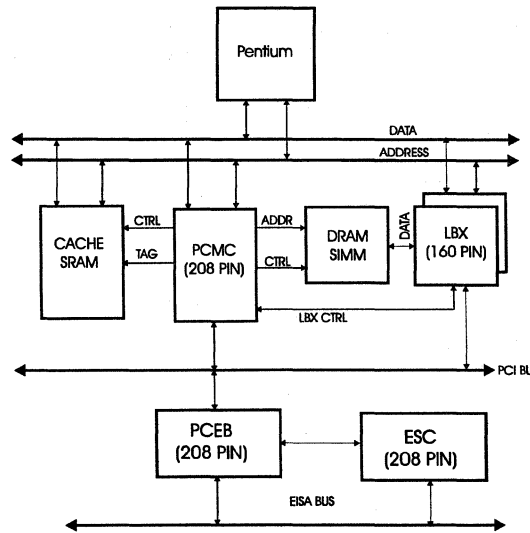 Pentium
DATA
ADDRESS
CTRL
ADDR
CACHE
SRAM
TAG
PCMC
(208 PIN)
CTRL
DRAM
SIMM
DATA
LBX
(160 PIN)
LBX CTRL
PCI BL
PCEB
(208 PIN)
ESC
(208 PIN)
EISA BUS